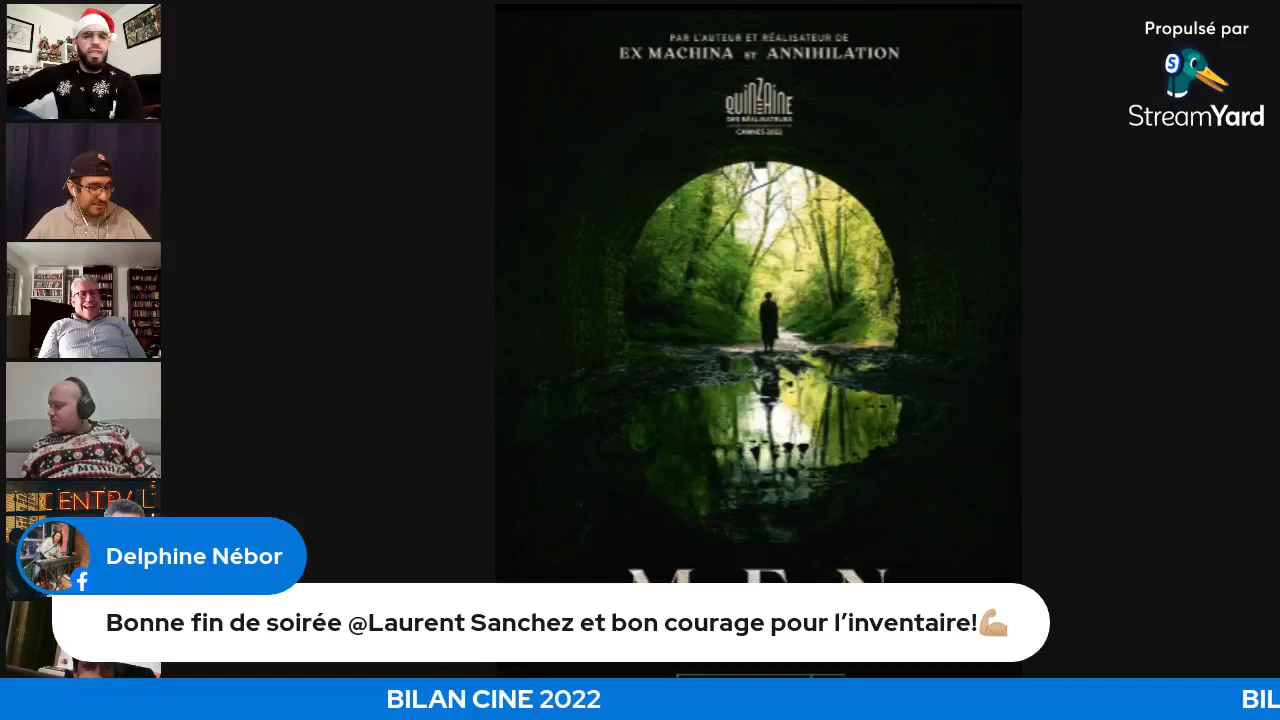 PAR L'AUTEUR ET RÉALISATEUR DE
EX MACHINA ET ANNIHILATION
QUINZAINE
DES RÉALISATEURS
CANNES 2022
Propulsé par
StreamYard
CENTRAL
Delphine Nébor
MEN
Bonne fin de soirée @Laurent Sanchez et bon courage pour l’inventaire!💪🏼
BILAN CINE 2022
BIL